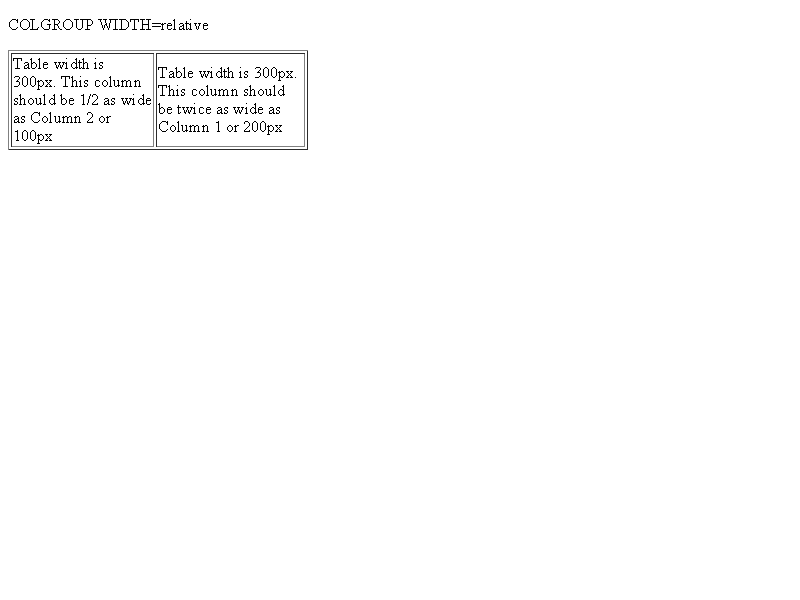 COLGROUP WIDTH=relative
Table width is
300px. This column
should be 1/2 as wide
as Column 2 or
100px
Table width is 300px.
This column should
be twice as wide as
Column 1 or 200px